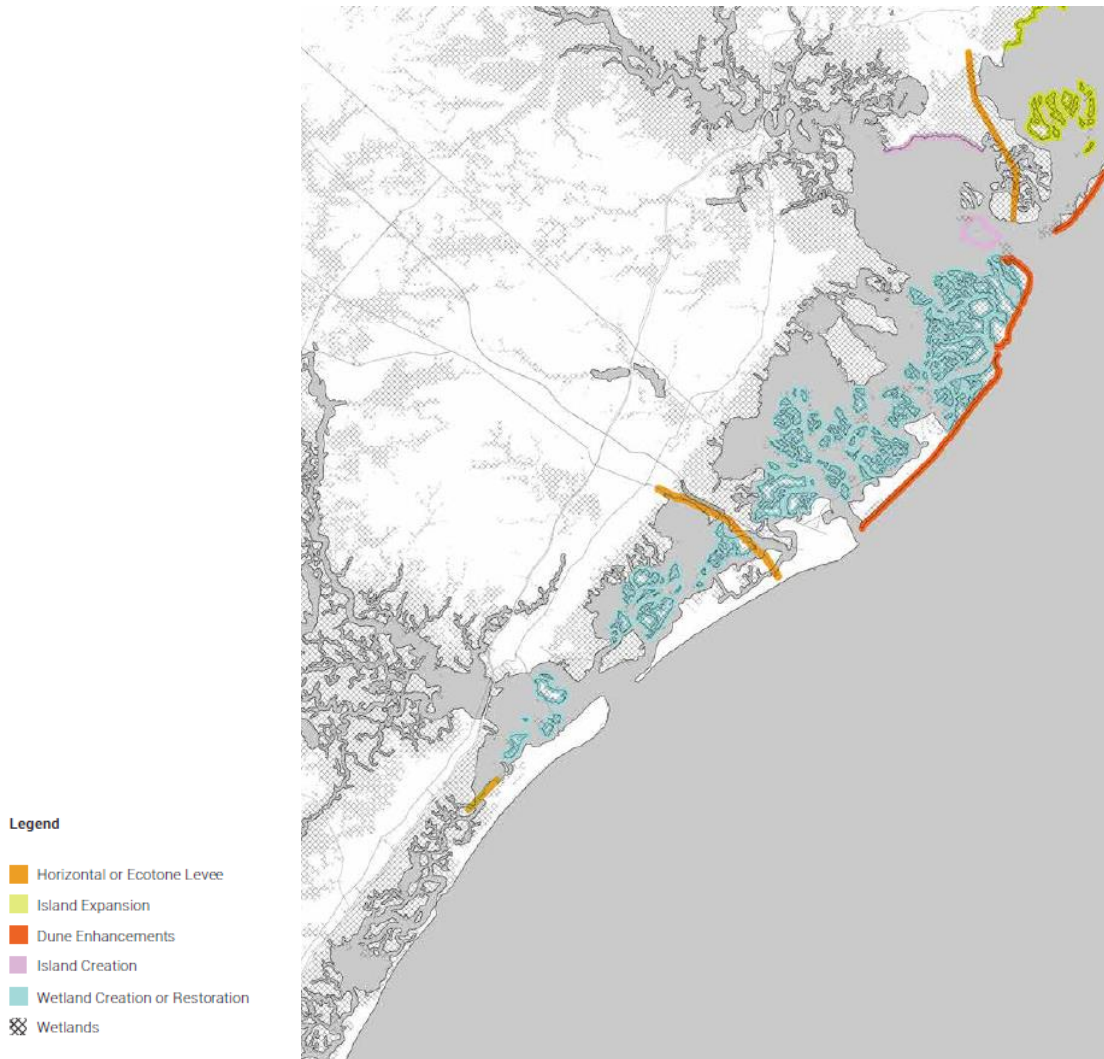 Legend
Horizontal or Ecotone Levee
Island Expansion
Dune Enhancements
Island Creation
Wetland Creation or Restoration
Wetlands